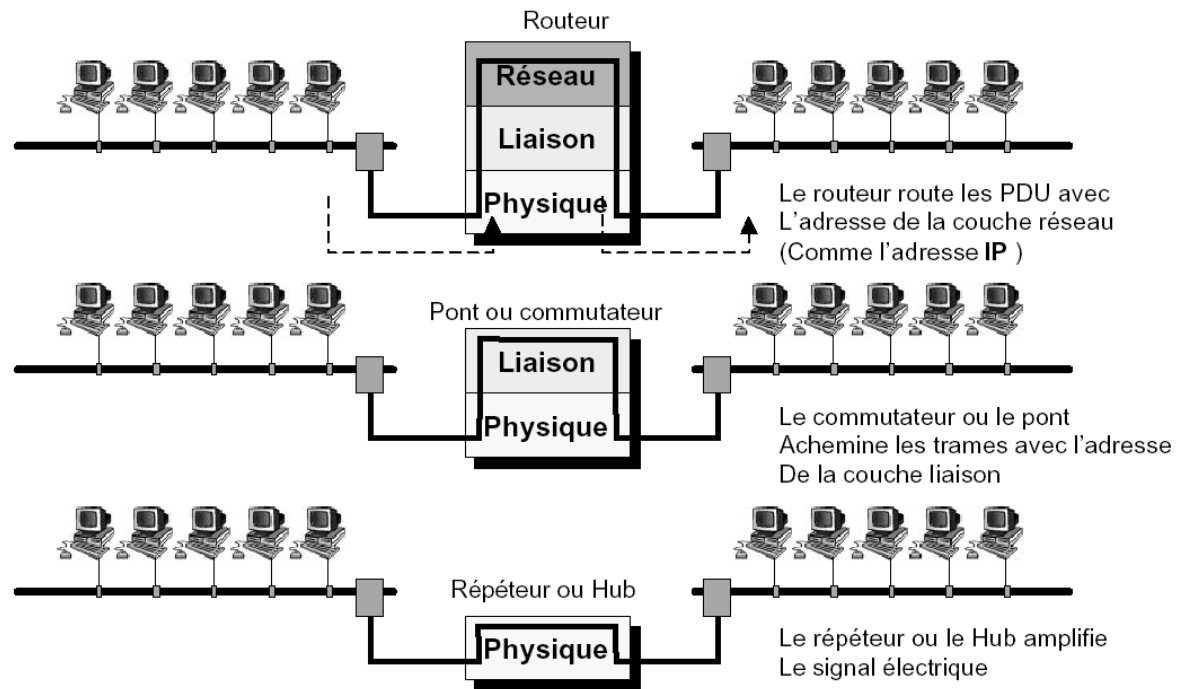 Routeur
Réseau
Liaison
Physique
Le routeur route les PDU avec
L'adresse de la couche réseau
(Comme l'adresse IP )
Pont ou commutateur
Liaison
Physique
Le commutateur ou le pont
Achemine les trames avec l'adresse
De la couche liaison
Répéteur ou Hub
Physique
Le répéteur ou le Hub amplifie
Le signal électrique